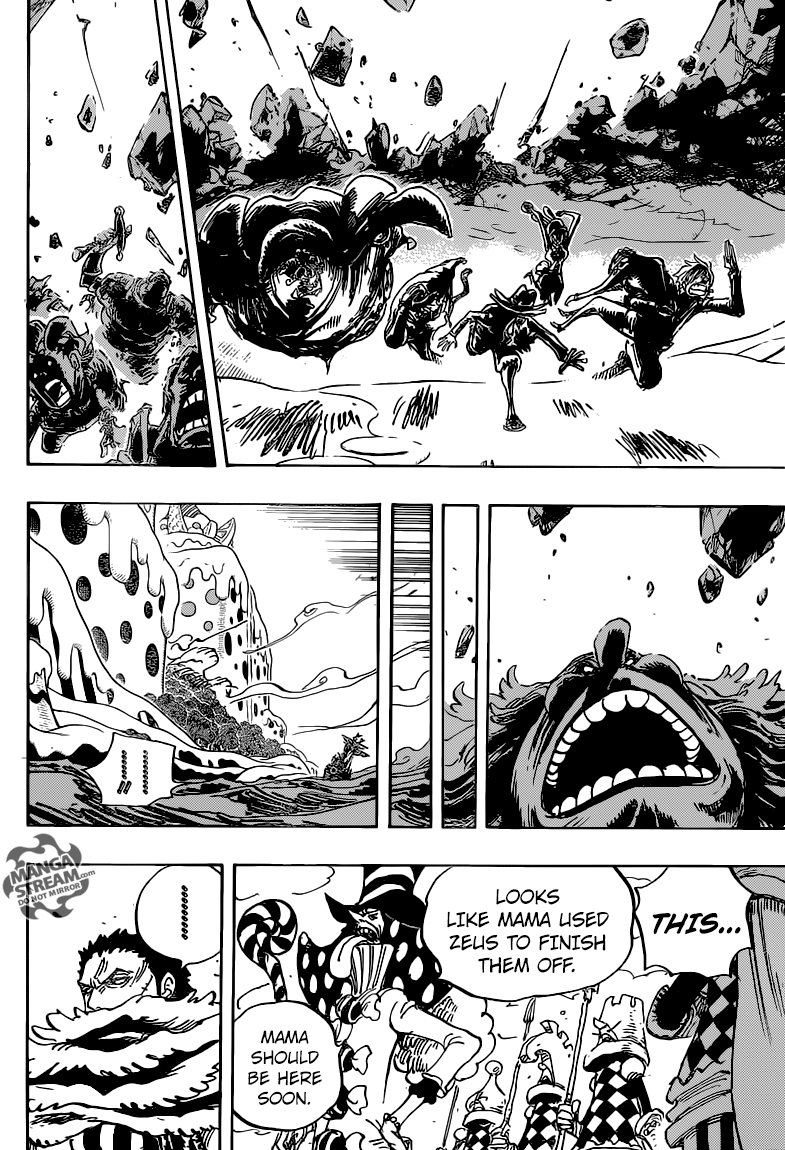 THIS...
LOOKS
LIKE MAMA USED
ZEUS TO FINISH
THEM OFF.
MAMA
SHOULD
BE HERE
SOON.
MANGA
STREAM.com
DO NOT MIRROR